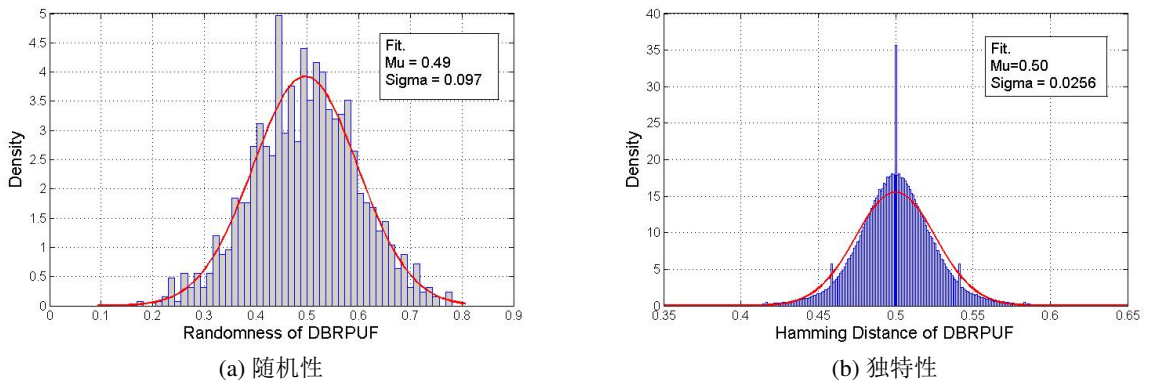 5
4.5
4
3.5
3
2.5
2
1.5
1
0.5
0
Density
0 0.1 0.2 0.3 0.4 0.5 0.6 0.7 0.8 0.9
Randomness of DBRPUF
Fit.
Mu = 0.49
Sigma = 0.097
(a) 随机性
40
35
30
25
20
15
10
5
0
Density
0.35 0.4 0.45 0.5 0.55 0.6 0.65
Hamming Distance of DBRPUF
Fit.
Mu=0.50
Sigma = 0.0256
(b) 独特性